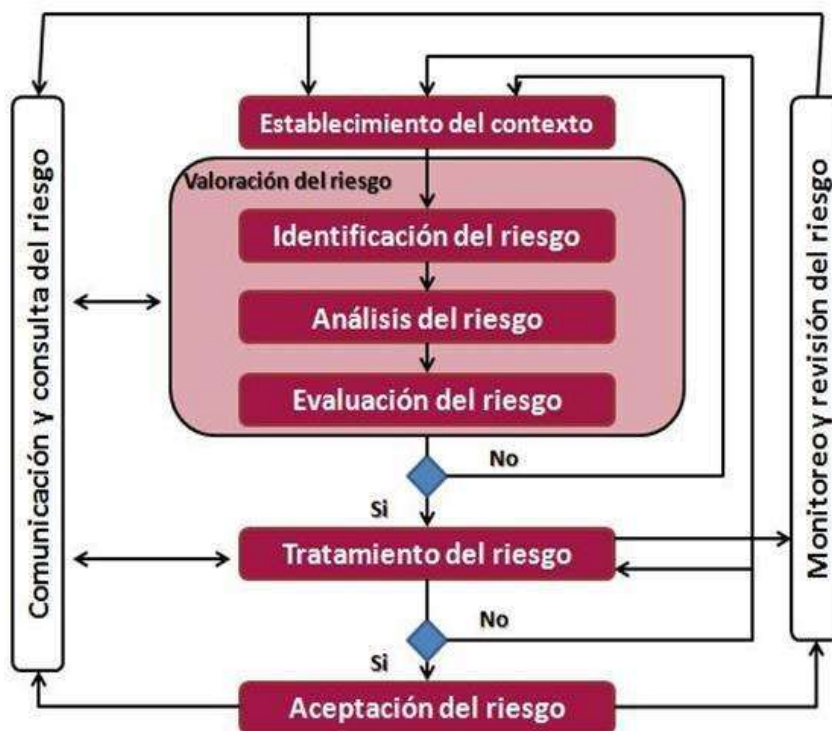 Establecimiento del contexto
Valoración del riesgo
Identificación del riesgo
Análisis del riesgo
Evaluación del riesgo
No
Si
Tratamiento del riesgo
No
Si
Aceptación del riesgo
Comunicación y consulta del riesgo
Monitoreo y revisión del riesgo